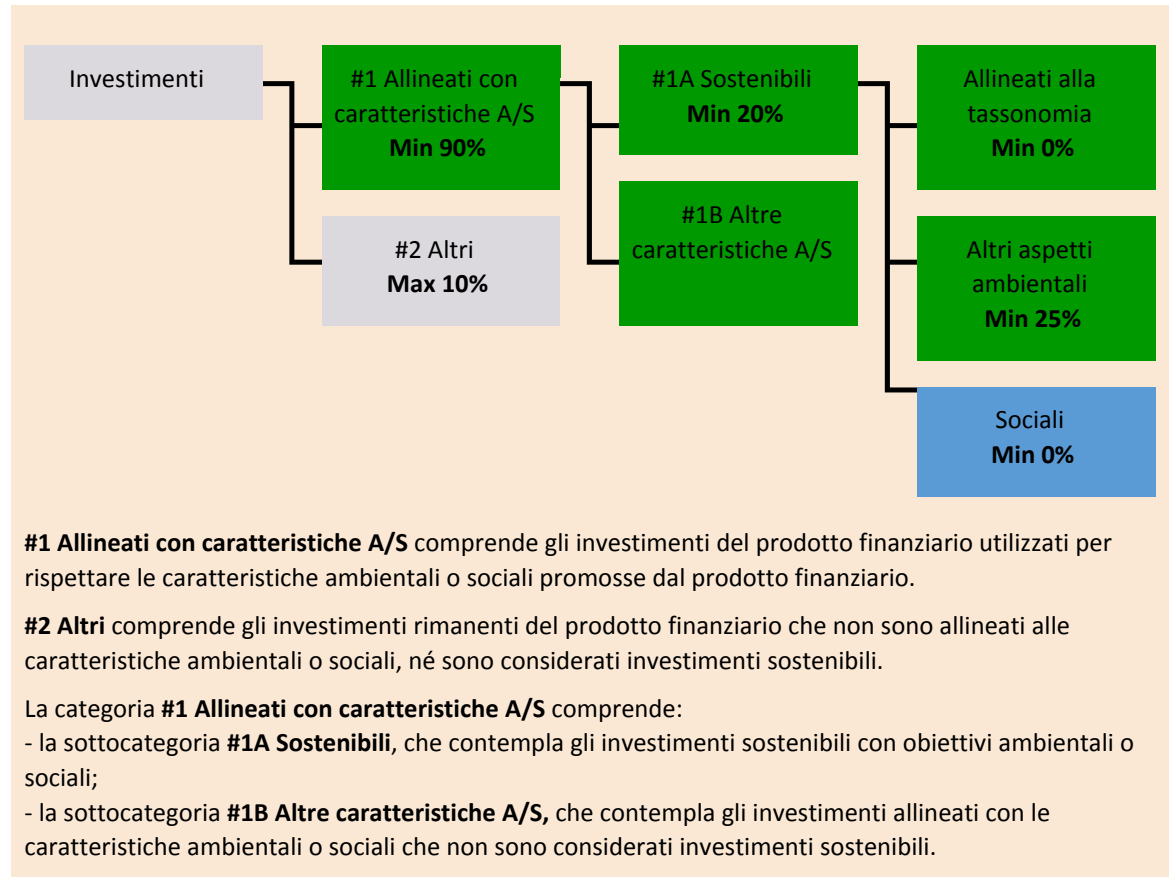 Investimenti
#1 Allineati con
caratteristiche A/S
Min 90%
#2 Altri
Max 10%
#1A Sostenibili
Min 20%
#1B Altre
caratteristiche A/S
Allineati alla
tassonomia
Min 0%
Altri aspetti
ambientali
Min 25%
Sociali
Min 0%
#1 Allineati con caratteristiche A/S comprende gli investimenti del prodotto finanziario utilizzati per
rispettare le caratteristiche ambientali o sociali promosse dal prodotto finanziario.
#2 Altri comprende gli investimenti rimanenti del prodotto finanziario che non sono allineati alle
caratteristiche ambientali o sociali, né sono considerati investimenti sostenibili.
La categoria #1 Allineati con caratteristiche A/S comprende:
- la sottocategoria #1A Sostenibili, che contempla gli investimenti sostenibili con obiettivi ambientali o
sociali;
- la sottocategoria #1B Altre caratteristiche A/S, che contempla gli investimenti allineati con le
caratteristiche ambientali o sociali che non sono considerati investimenti sostenibili.